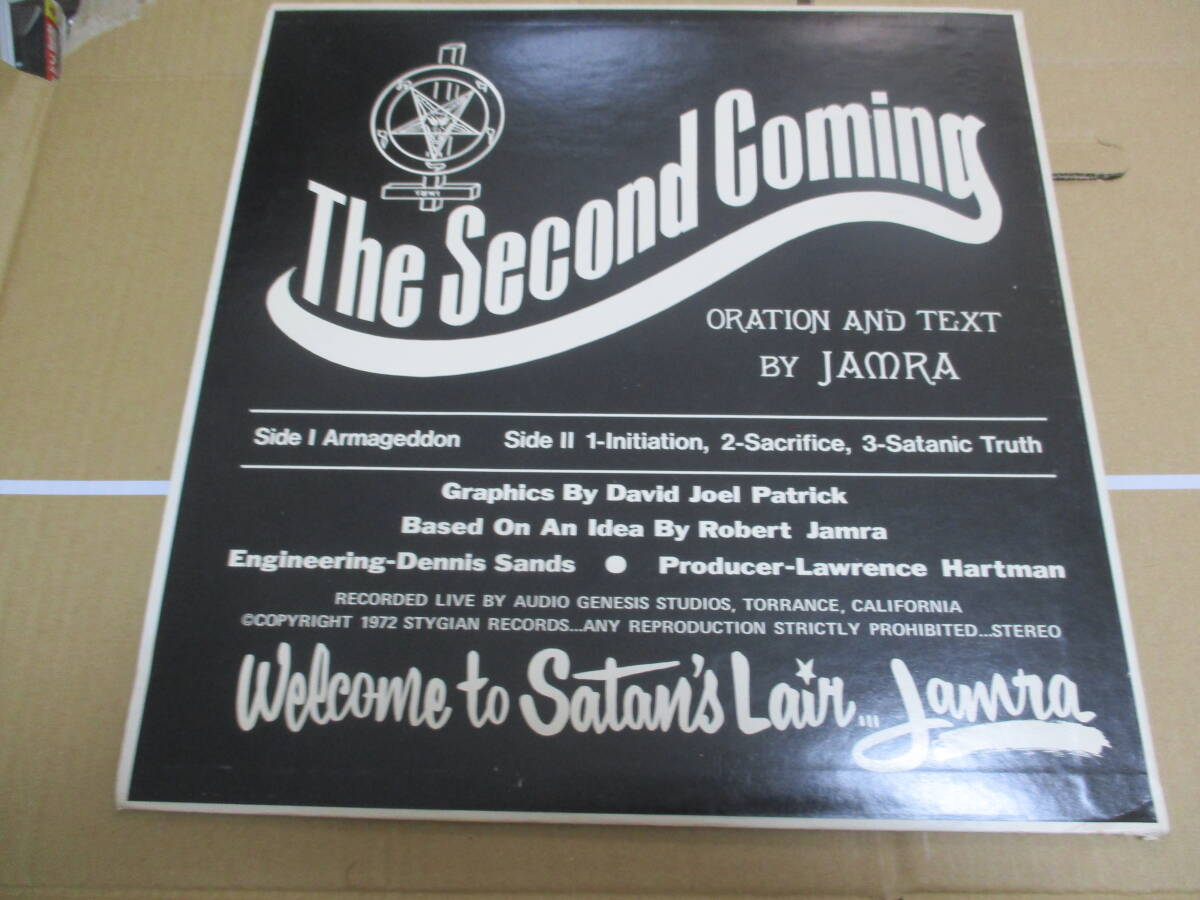 The Second Coming
ORATION AND TEXT
BY JAMRA
Side I Armageddon Side II 1-Initiation, 2-Sacrifice, 3-Satanic Truth
Graphics By David Joel Patrick
Based On An Idea By Robert Jamra
Engineering-Dennis Sands ● Producer-Lawrence Hartman
RECORDED LIVE BY AUDIO GENESIS STUDIOS, TORRANCE, CALIFORNIA
©COPYRIGHT 1972 STYGIAN RECORDS...ANY REPRODUCTION STRICTLY PROHIBITED...STEREO
Welcome to Satan's Lair... Jamra